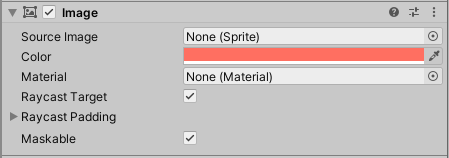 Image
Source Image None (Sprite)
Color
Material None (Material)
Raycast Target
Raycast Padding
Maskable